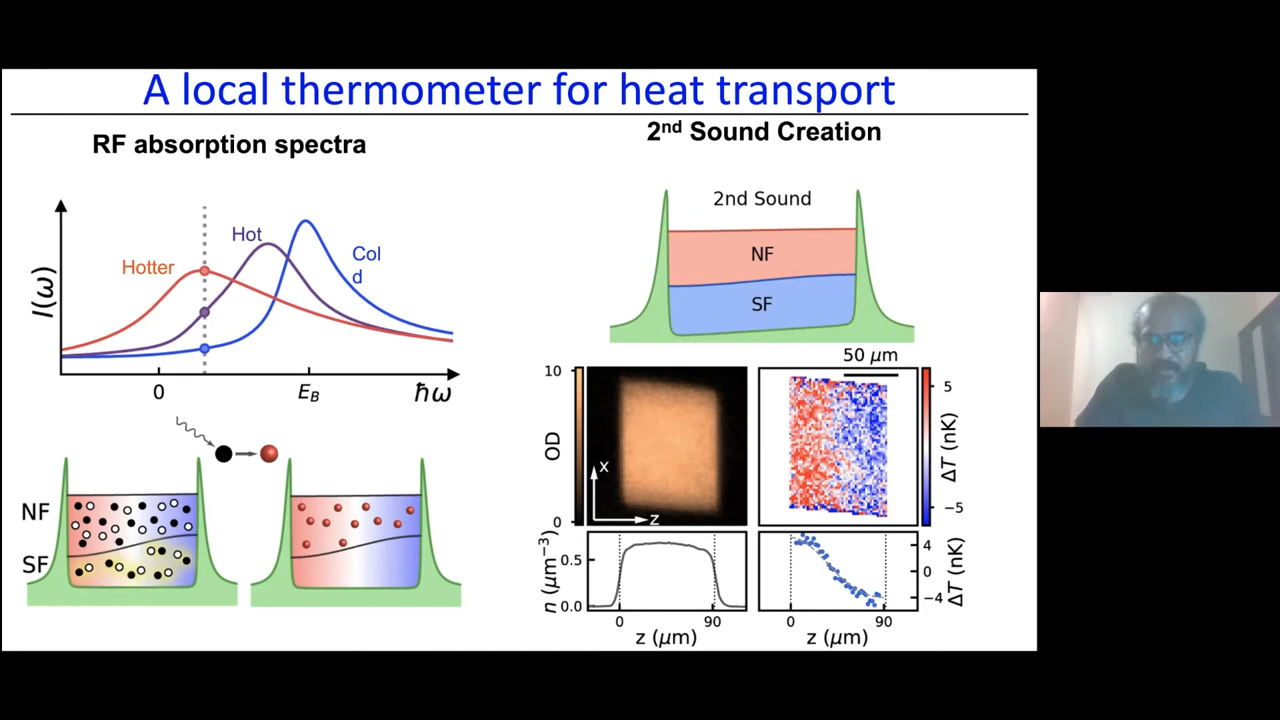 A local thermometer for heat transport
RF absorption spectra
I(ω)
Hotter
Hot
Col
d
0
E_B
ħω
NF
SF
2nd Sound Creation
2nd Sound
NF
SF
50 μm
10
OD
0
x
z
5
−5
ΔT (nK)
n (μm⁻³)
0.5
0.0
0
90
z (μm)
4
0
−4
ΔT (nK)
0
90
z (μm)